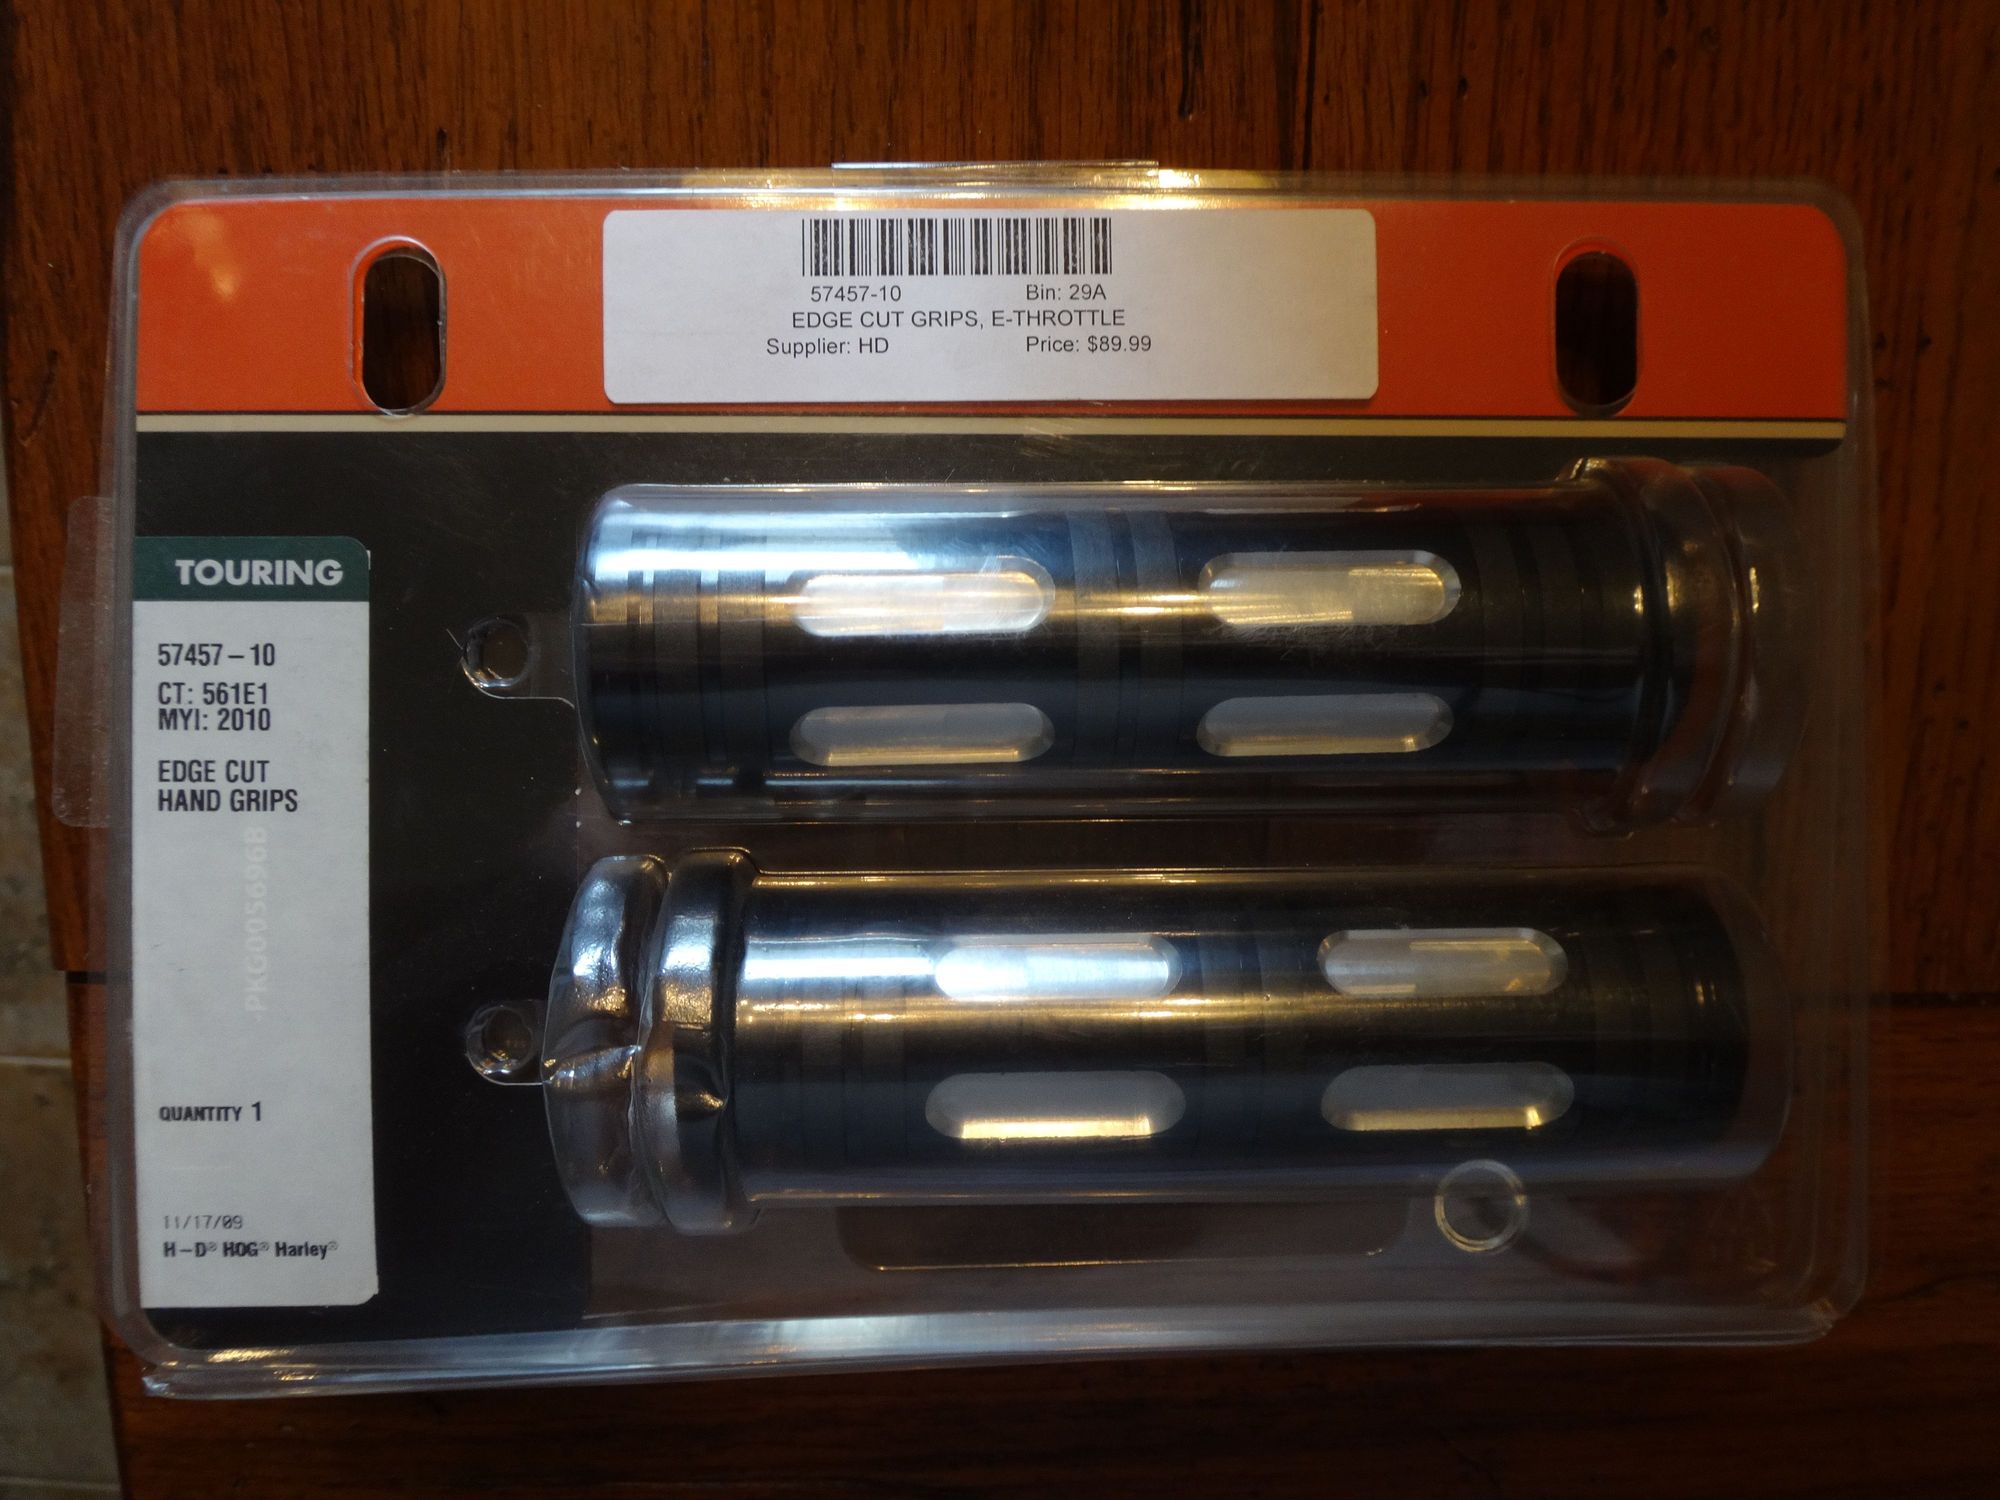 57457-10 Bin: 29A
EDGE CUT GRIPS, E-THROTTLE
Supplier: HD Price: $89.99
TOURING
57457-10
CT: 561E1
MYI: 2010
EDGE CUT
HAND GRIPS
PKG0056968
QUANTITY 1
11/17/09
H-D® HOG® Harley®